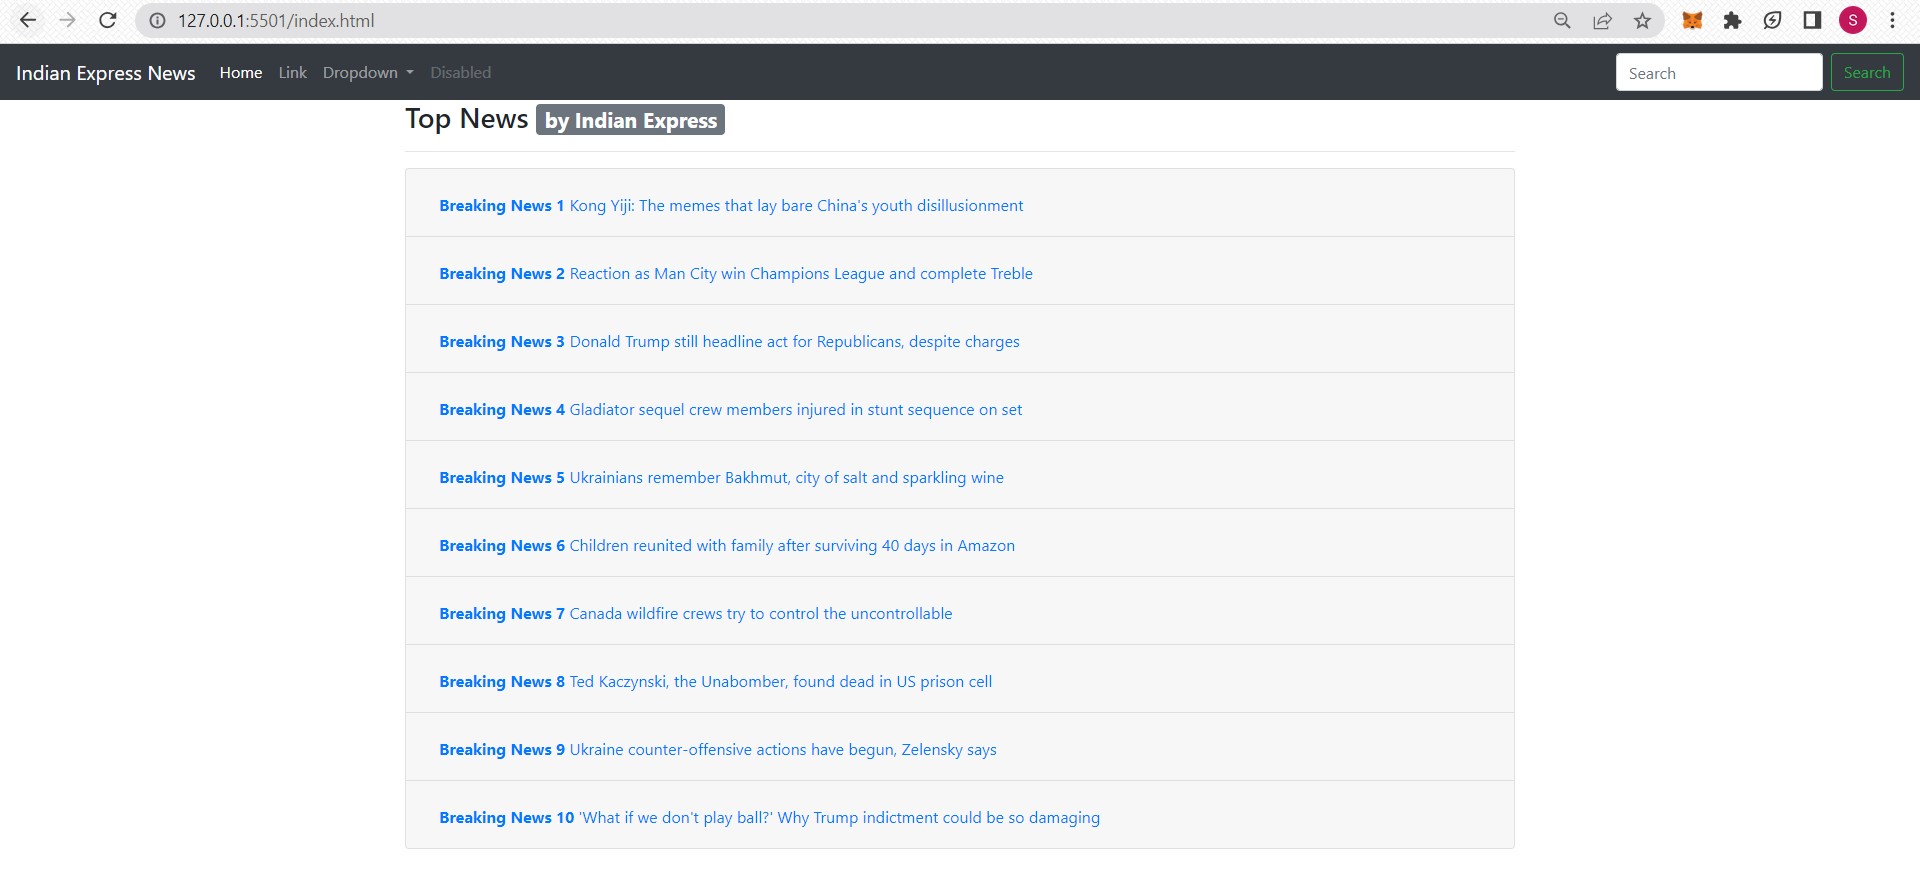 127.0.0.1:5501/index.html
S
Indian Express News Home Link Dropdown Disabled Search Search
Top News by Indian Express
Breaking News 1 Kong Yiji: The memes that lay bare China's youth disillusionment
Breaking News 2 Reaction as Man City win Champions League and complete Treble
Breaking News 3 Donald Trump still headline act for Republicans, despite charges
Breaking News 4 Gladiator sequel crew members injured in stunt sequence on set
Breaking News 5 Ukrainians remember Bakhmut, city of salt and sparkling wine
Breaking News 6 Children reunited with family after surviving 40 days in Amazon
Breaking News 7 Canada wildfire crews try to control the uncontrollable
Breaking News 8 Ted Kaczynski, the Unabomber, found dead in US prison cell
Breaking News 9 Ukraine counter-offensive actions have begun, Zelensky says
Breaking News 10 'What if we don't play ball?' Why Trump indictment could be so damaging